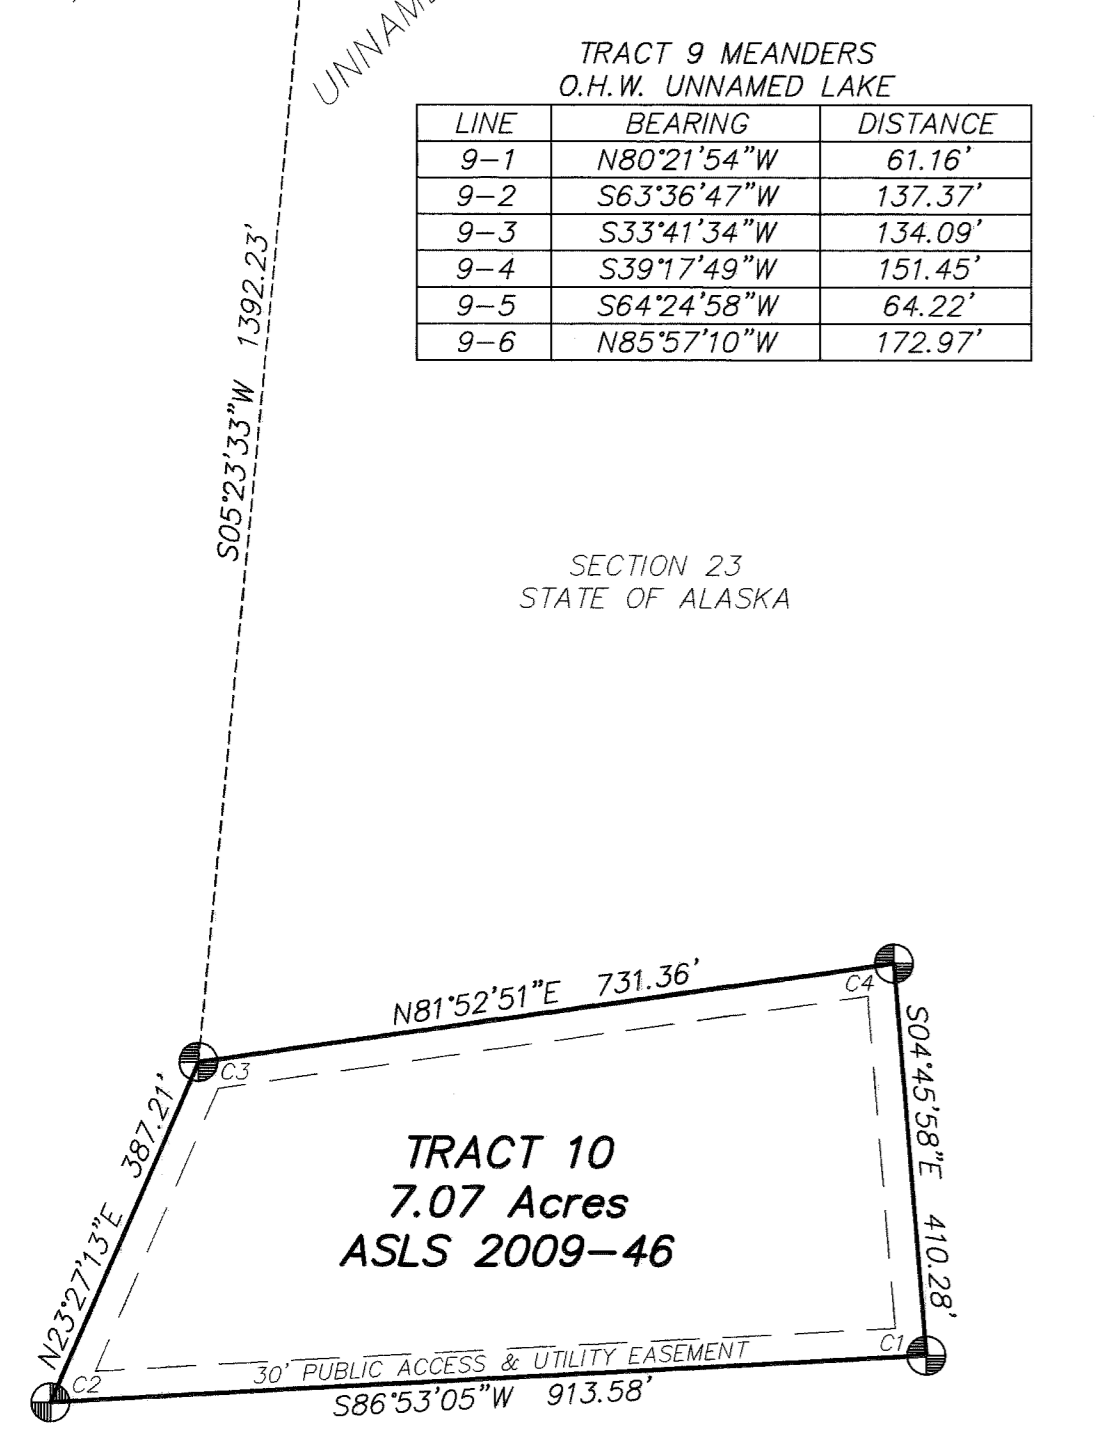 UNNAM
TRACT 9 MEANDERS
O.H.W. UNNAMED LAKE
LINE BEARING DISTANCE
9-1 N80°21'54"W 61.16'
9-2 S63°36'47"W 137.37'
9-3 S33°41'34"W 134.09'
9-4 S39°17'49"W 151.45'
9-5 S64°24'58"W 64.22'
9-6 N85°57'10"W 172.97'
S05°23'33"W 1392.23'
SECTION 23
STATE OF ALASKA
N81°52'51"E 731.36'
C4
C3
S04°45'58"E 410.28'
N23°27'13"E 387.21'
TRACT 10
7.07 Acres
ASLS 2009-46
C1
30' PUBLIC ACCESS & UTILITY EASEMENT
C2
S86°53'05"W 913.58'